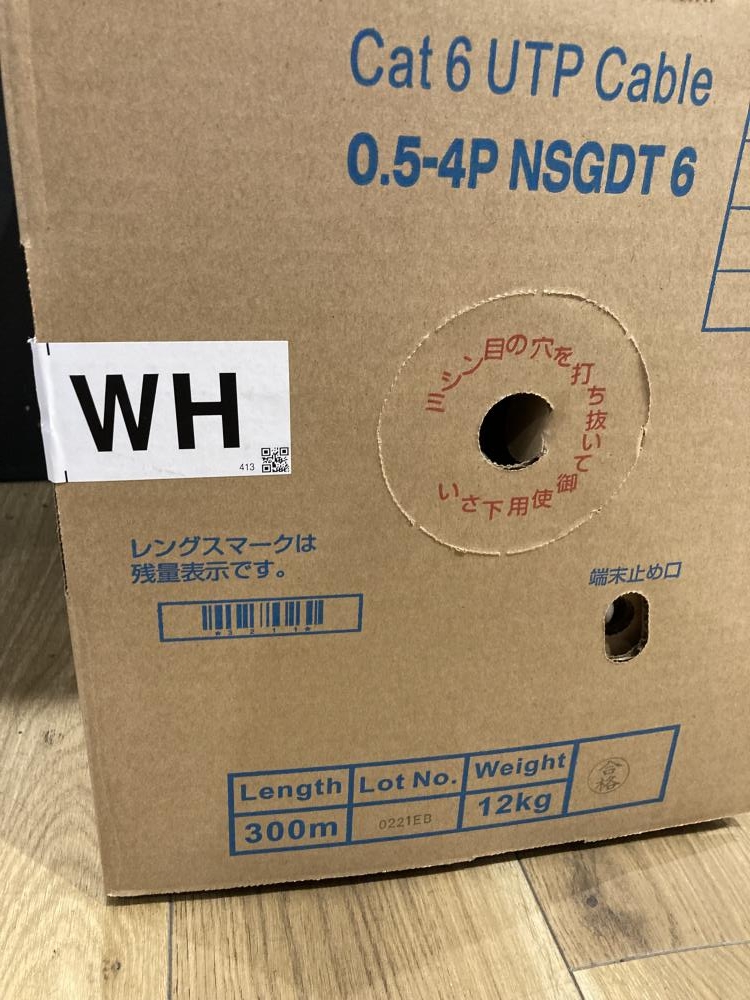 Cat 6 UTP Cable
0.5-4P NSGDT 6
WH
413
ミシン目の穴を打ち抜いて御使用下さい
レングスマークは
残量表示です。
*3211*
端末止め口
Length Lot No. Weight 合格
300m 0221EB 12kg